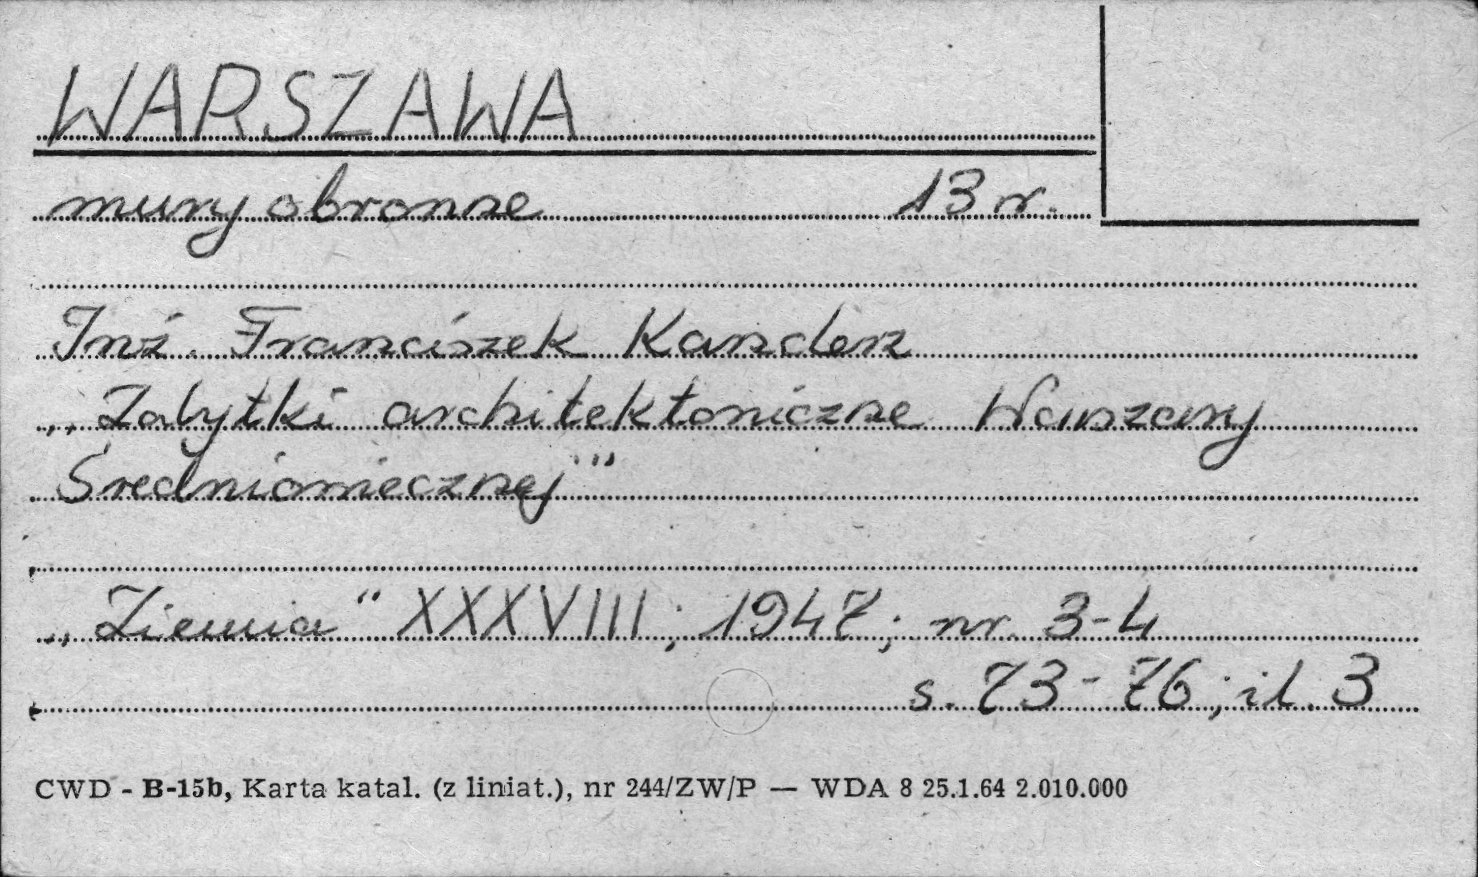 WARSZAWA
mury obronne 13 w.
Inż. Franciszek Kanclerz
„Zabytki architektoniczne Warszawy
Średniowiecznej"
„Ziemia" XXXVIII; 1947; nr. 3-4
s. 73-76; il. 3
CWD - B-15b, Karta katal. (z liniat.), nr 244/ZW/P — WDA 8 25.1.64 2.010.000